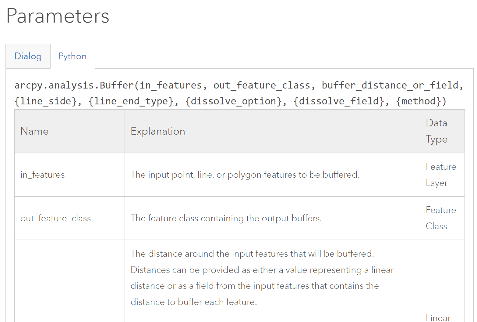 Parameters
Dialog Python
arcpy.analysis.Buffer(in_features, out_feature_class, buffer_distance_or_field,
{line_side}, {line_end_type}, {dissolve_option}, {dissolve_field}, {method})
Name Explanation Data
Type
in_features The input point, line, or polygon features to be buffered. Feature
Layer
out_feature_class The feature class containing the output buffers. Feature
Class
The distance around the input features that will be buffered.
Distances can be provided as either a value representing a linear
distance or as a field from the input features that contains the
distance to buffer each feature.
Linear